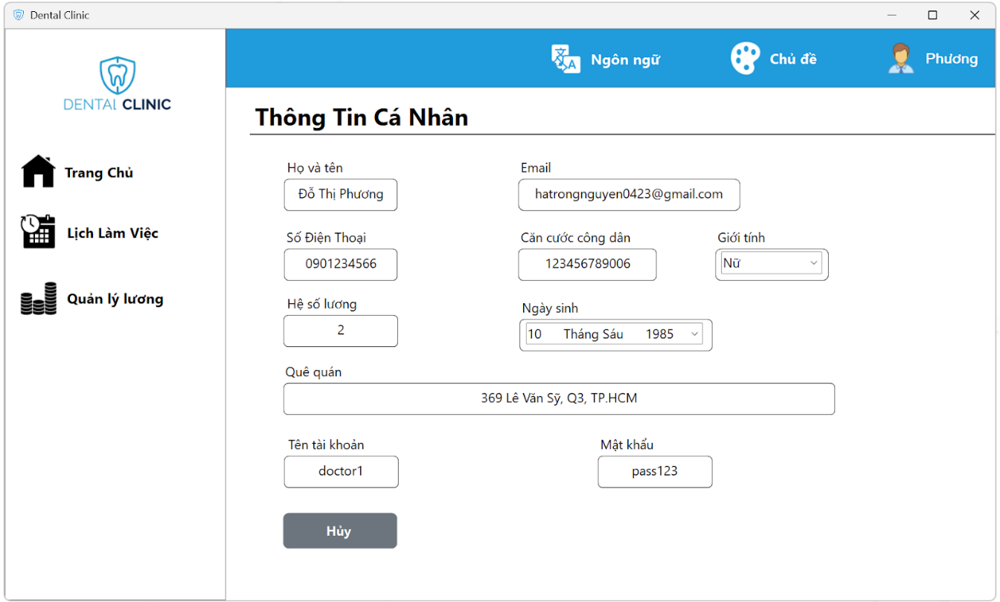 Dental Clinic
DENTAL CLINIC
Ngôn ngữ
Chủ đề
Phương
Trang Chủ
Lịch Làm Việc
Quản lý lương
Thông Tin Cá Nhân
Họ và tên
Email
Đỗ Thị Phương
hatrongnguyen0423@gmail.com
Số Điện Thoại
Căn cước công dân
Giới tính
0901234566
123456789006
Nữ
Hệ số lương
Ngày sinh
2
10 Tháng Sáu 1985
Quê quán
369 Lê Văn Sỹ, Q3, TP.HCM
Tên tài khoản
Mật khẩu
doctor1
pass123
Hủy